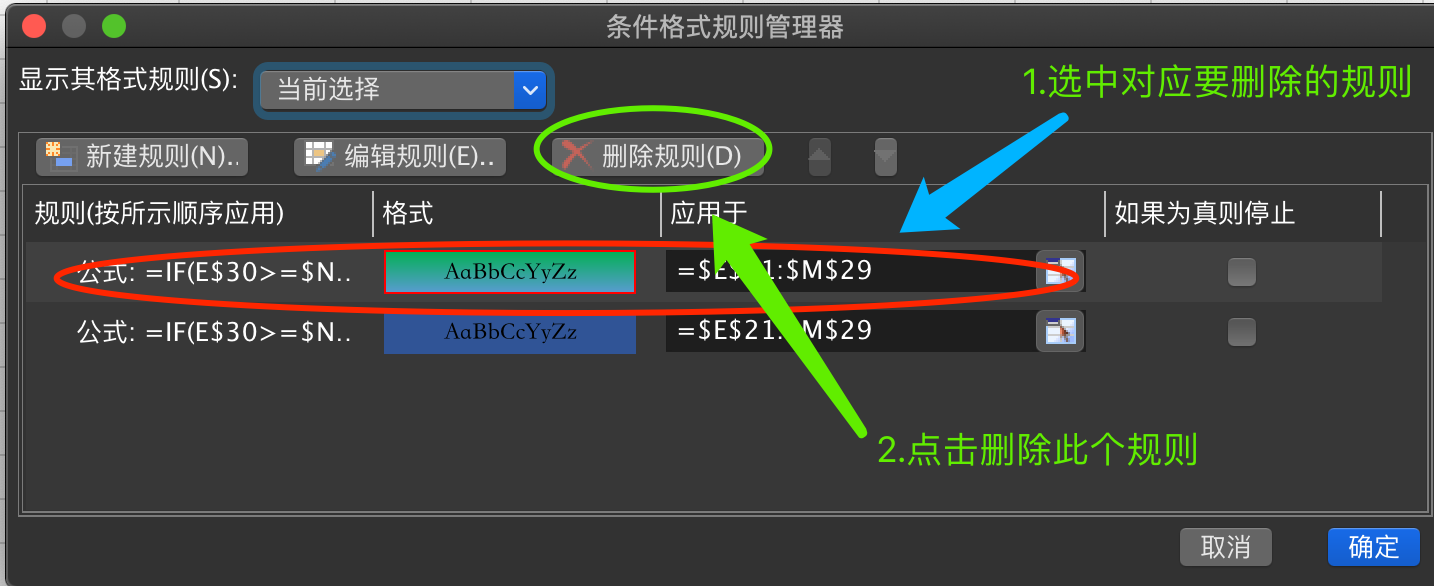 条件格式规则管理器
显示其格式规则(S): 当前选择
1.选中对应要删除的规则
新建规则(N).. 编辑规则(E).. 删除规则(D)
规则(按所示顺序应用) 格式 应用于 如果为真则停止
公式: =IF(E$30>=$N.. AaBbCcYyZz =$E$21:$M$29
公式: =IF(E$30>=$N.. AaBbCcYyZz =$E$21:$M$29
2.点击删除此个规则
取消 确定